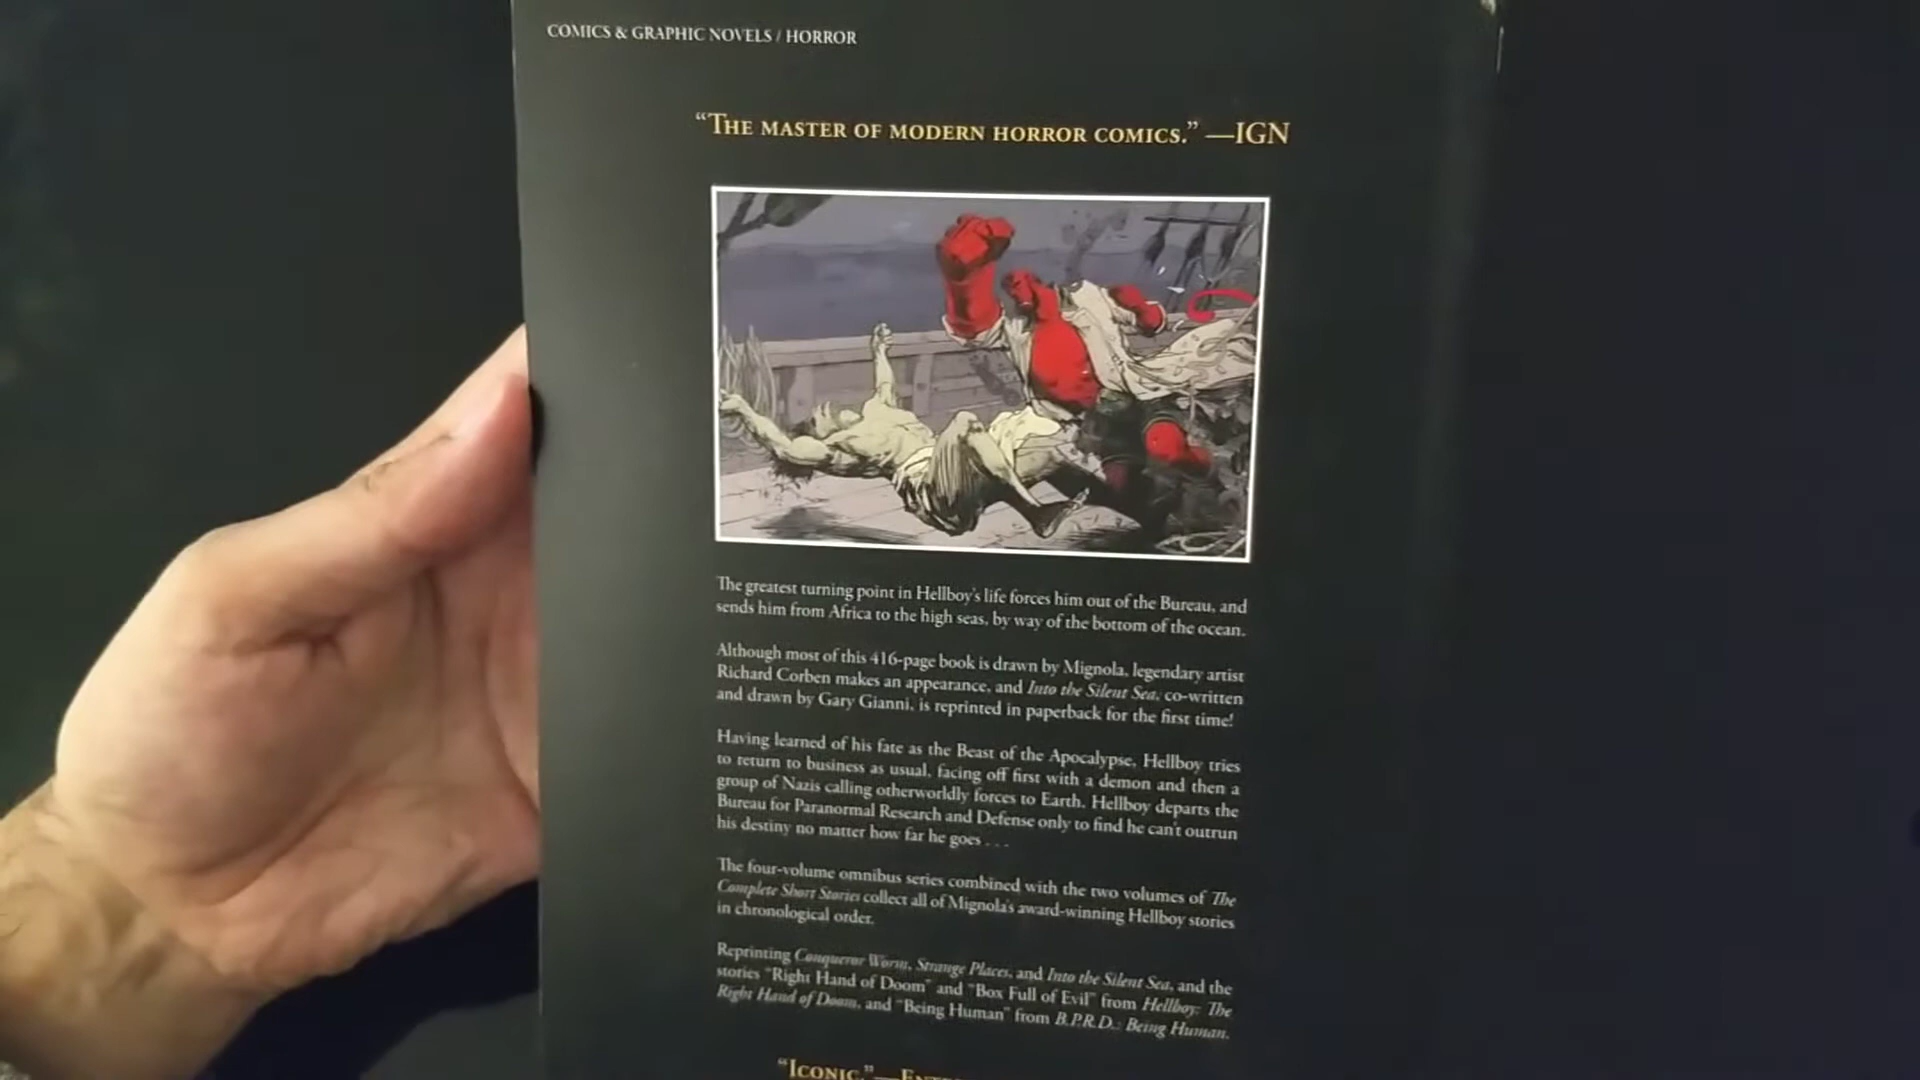 COMICS & GRAPHIC NOVELS / HORROR
“THE MASTER OF MODERN HORROR COMICS.” —IGN
The greatest turning point in Hellboy’s life forces him out of the Bureau, and
sends him from Africa to the high seas, by way of the bottom of the ocean.
Although most of this 416-page book is drawn by Mignola, legendary artist
Richard Corben makes an appearance, and Into the Silent Sea, co-written
and drawn by Gary Gianni, is reprinted in paperback for the first time!
Having learned of his fate as the Beast of the Apocalypse, Hellboy tries
to return to business as usual, facing off first with a demon and then a
group of Nazis calling otherworldly forces to Earth. Hellboy departs the
Bureau for Paranormal Research and Defense only to find he can’t outrun
his destiny no matter how far he goes . . .
The four-volume omnibus series combined with the two volumes of The
Complete Short Stories collect all of Mignola’s award-winning Hellboy stories
in chronological order.
Reprinting Conqueror Worm, Strange Places, and Into the Silent Sea, and the
stories “Right Hand of Doom” and “Box Full of Evil” from Hellboy: The
Right Hand of Doom, and “Being Human” from B.P.R.D.: Being Human.
“ICONIC.”—